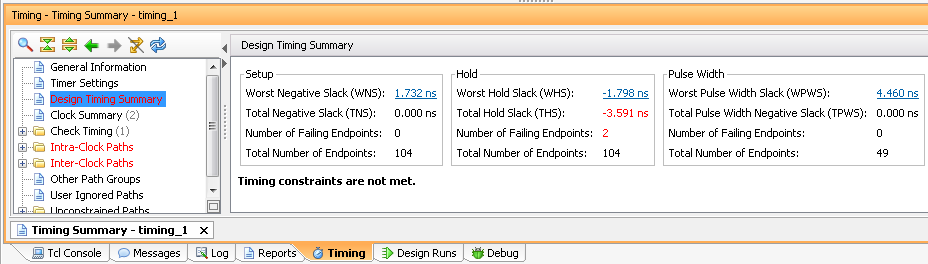 Timing - Timing Summary - timing_1
General Information
Timer Settings
Design Timing Summary
Clock Summary (2)
Check Timing (1)
Intra-Clock Paths
Inter-Clock Paths
Other Path Groups
User Ignored Paths
Unconstrained Paths
Design Timing Summary
Setup
Worst Negative Slack (WNS): 1.732 ns
Total Negative Slack (TNS): 0.000 ns
Number of Failing Endpoints: 0
Total Number of Endpoints: 104
Hold
Worst Hold Slack (WHS): -1.798 ns
Total Hold Slack (THS): -3.591 ns
Number of Failing Endpoints: 2
Total Number of Endpoints: 104
Pulse Width
Worst Pulse Width Slack (WPWS): 4.460 ns
Total Pulse Width Negative Slack (TPWS): 0.000 ns
Number of Failing Endpoints: 0
Total Number of Endpoints: 49
Timing constraints are not met.
Timing Summary - timing_1
Tcl Console Messages Log Reports Timing Design Runs Debug